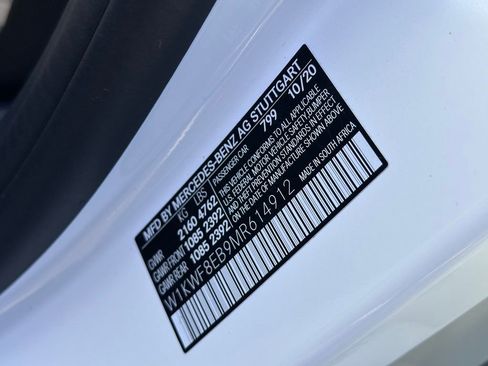 MFD BY MERCEDES-BENZ AG STUTTGART
PASSENGER CAR 799 10/20
KG LBS
GVWR 2160 4762
GAWR FRONT 1085 2392
GAWR REAR 1085 2392
THIS VEHICLE CONFORMS TO ALL APPLICABLE
FEDERAL MOTOR VEHICLE SAFETY, BUMPER
AND THEFT PREVENTION STANDARDS
IN EFFECT ON THE DATE OF
MANUFACTURE SHOWN ABOVE.
W1KWF8EB9MR614912 MADE IN SOUTH AFRICA